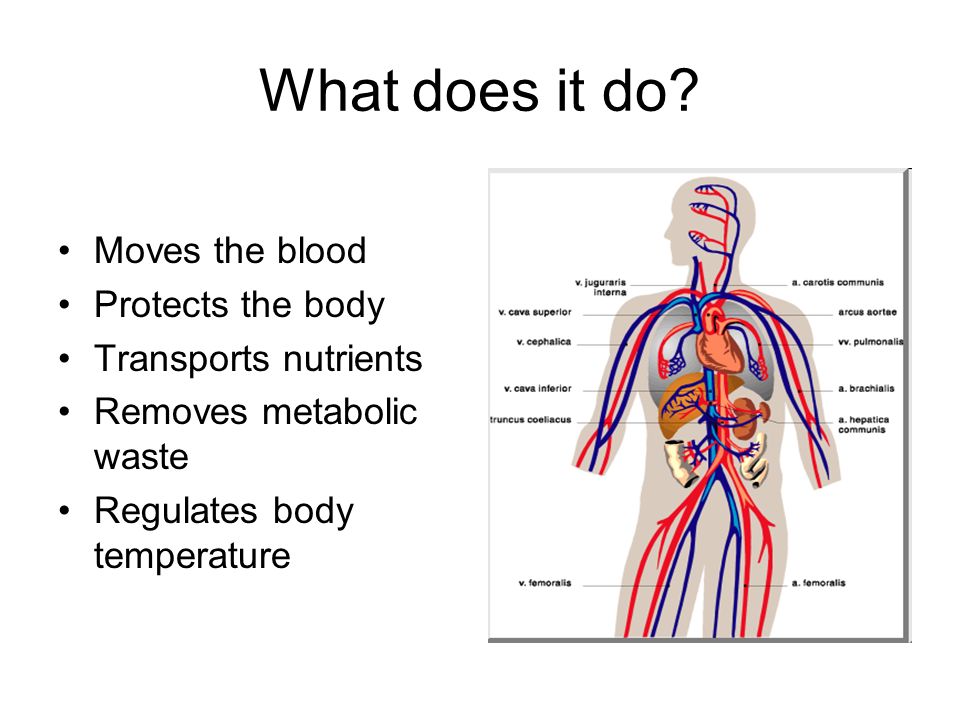 What does it do?
• Moves the blood
• Protects the body
• Transports nutrients
• Removes metabolic
waste
• Regulates body
temperature
v. juguraris
interna
a. carotis communis
v. cava superior
arcus aortae
v. cephalica
vv. pulmonalis
v. cava inferior
a. brachialis
truncus coeliacus
a. hepatica
communis
v. femoralis
a. femoralis